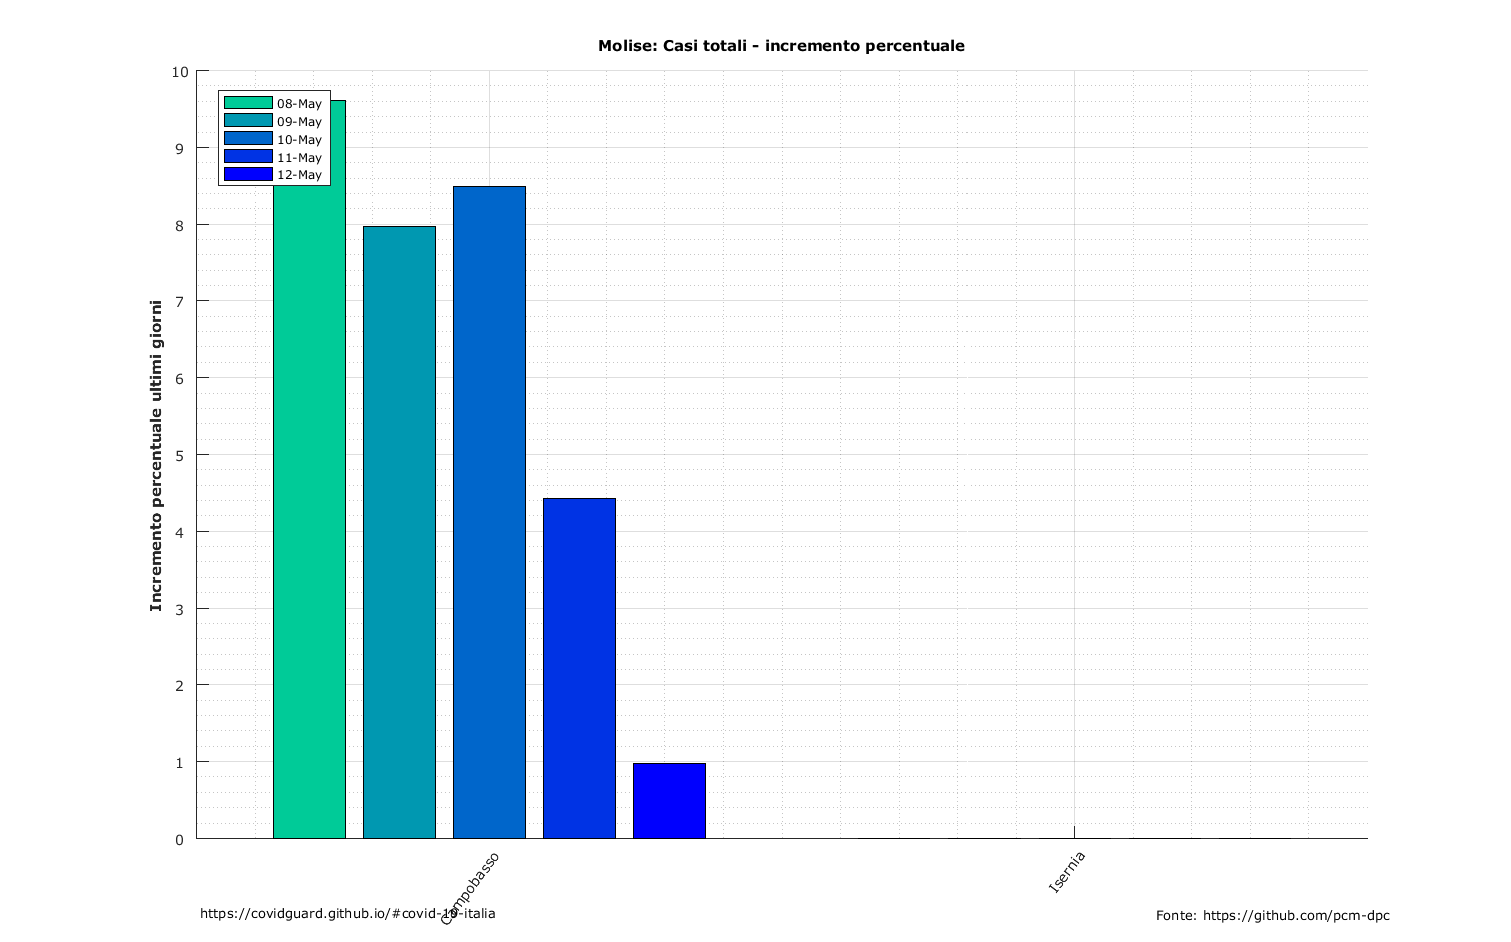 Molise: Casi totali - incremento percentuale
10
9
8
7
6
5
4
3
2
1
0
Incremento percentuale ultimi giorni
08-May
09-May
10-May
11-May
12-May
Campobasso
Isernia
https://covidguard.github.io/#covid-19-italia
Fonte: https://github.com/pcm-dpc